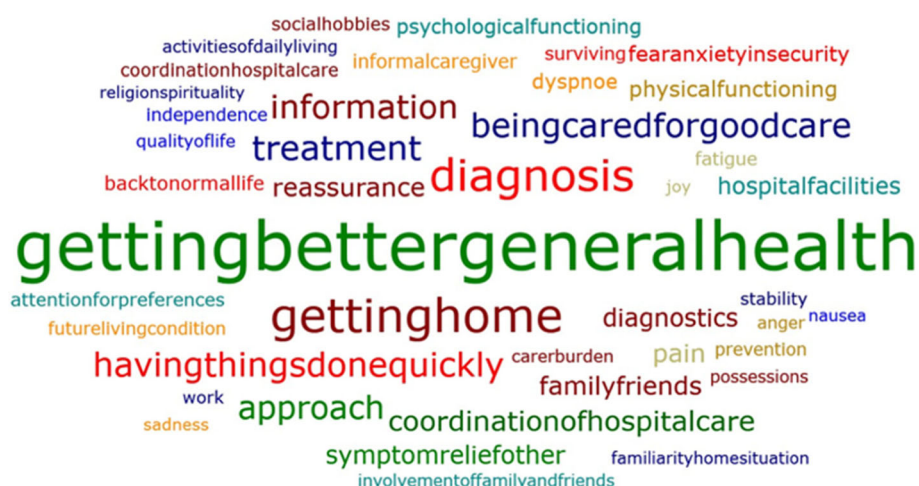 socialhobbies psychologicalfunctioning
activitiesofdailyliving informalcaregiver survivingfearanxietyinsecurity
coordinationhospitalcare dyspnoe physicalfunctioning
religionspirituality information
independence beingcaredforgoodcare
qualityoflife treatment fatigue
backtonormallife reassurance diagnosis joy hospitalfacilities
gettingbettergeneralhealth
attentionforpreferences stability
futurelivingcondition gettinghome diagnostics anger nausea
havingthingsdonequickly carerburden pain prevention
familyfriends possessions
work approach coordinationofhospitalcare
sadness
symptomreliefother familiarityhomesituation
involvementoffamilyandfriends